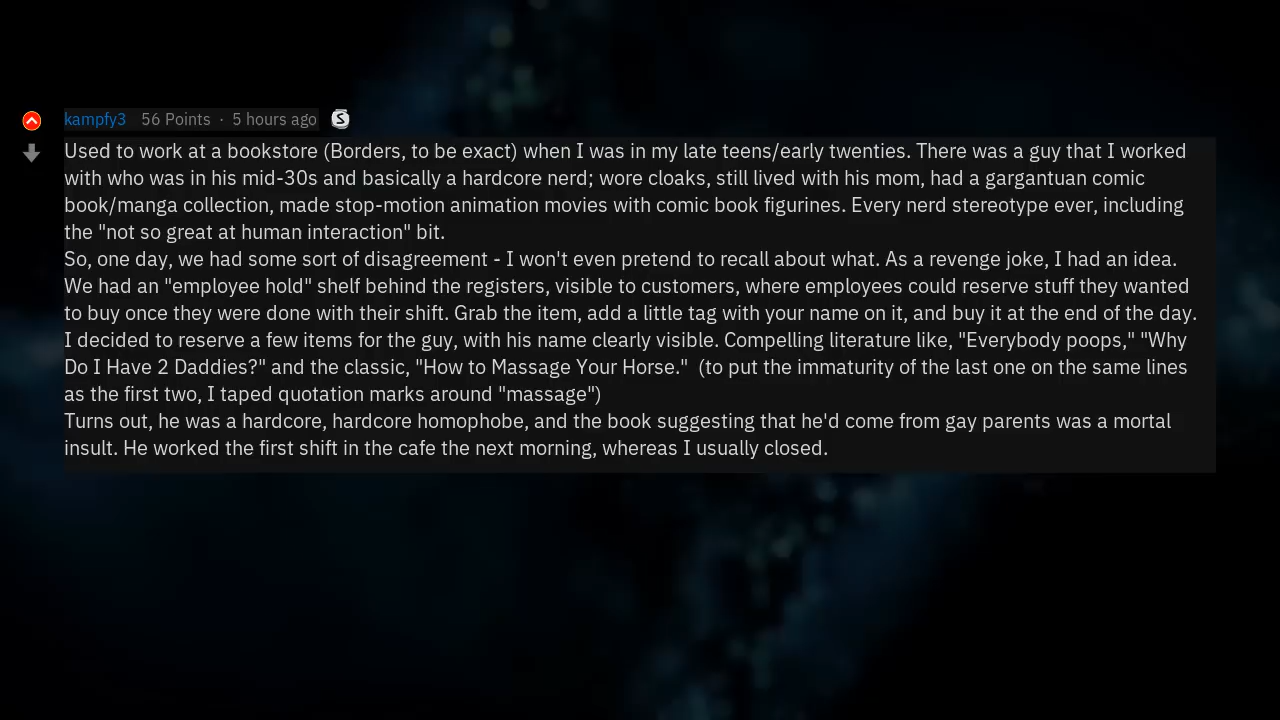 kampfy3 56 Points · 5 hours ago
Used to work at a bookstore (Borders, to be exact) when I was in my late teens/early twenties. There was a guy that I worked
with who was in his mid-30s and basically a hardcore nerd; wore cloaks, still lived with his mom, had a gargantuan comic
book/manga collection, made stop-motion animation movies with comic book figurines. Every nerd stereotype ever, including
the "not so great at human interaction" bit.
So, one day, we had some sort of disagreement - I won't even pretend to recall about what. As a revenge joke, I had an idea.
We had an "employee hold" shelf behind the registers, visible to customers, where employees could reserve stuff they wanted
to buy once they were done with their shift. Grab the item, add a little tag with your name on it, and buy it at the end of the day.
I decided to reserve a few items for the guy, with his name clearly visible. Compelling literature like, "Everybody poops," "Why
Do I Have 2 Daddies?" and the classic, "How to Massage Your Horse."  (to put the immaturity of the last one on the same lines
as the first two, I taped quotation marks around "massage")
Turns out, he was a hardcore, hardcore homophobe, and the book suggesting that he'd come from gay parents was a mortal
insult. He worked the first shift in the cafe the next morning, whereas I usually closed.